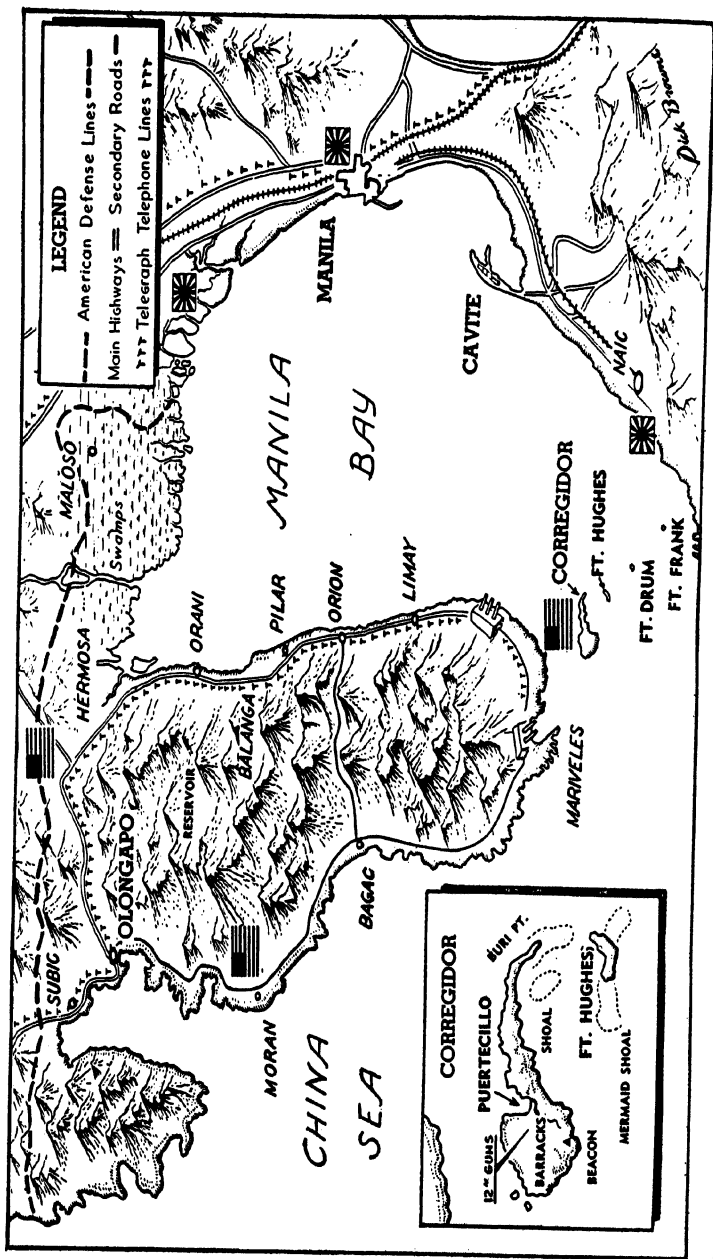 LEGEND
American Defense Lines
Main Highways Secondary Roads
Telegraph Telephone Lines
SUBIC
HERMOSA
MALOSO
Swamps
OLONGAPO
RESERVOIR
BALANGA
ORANI
PILAR
ORION
LIMAY
MANILA
BAY
MANILA
CAVITE
NAIC
MORAN
BAGAC
MARIVELES
CORREGIDOR
FT. HUGHES
FT. DRUM
FT. FRANK
CHINA
SEA
Dick Browne
CORREGIDOR
BURI PT.
PUERTECILLO
12" GUNS
BARRACKS
SHOAL
FT. HUGHES
BEACON
MERMAID SHOAL